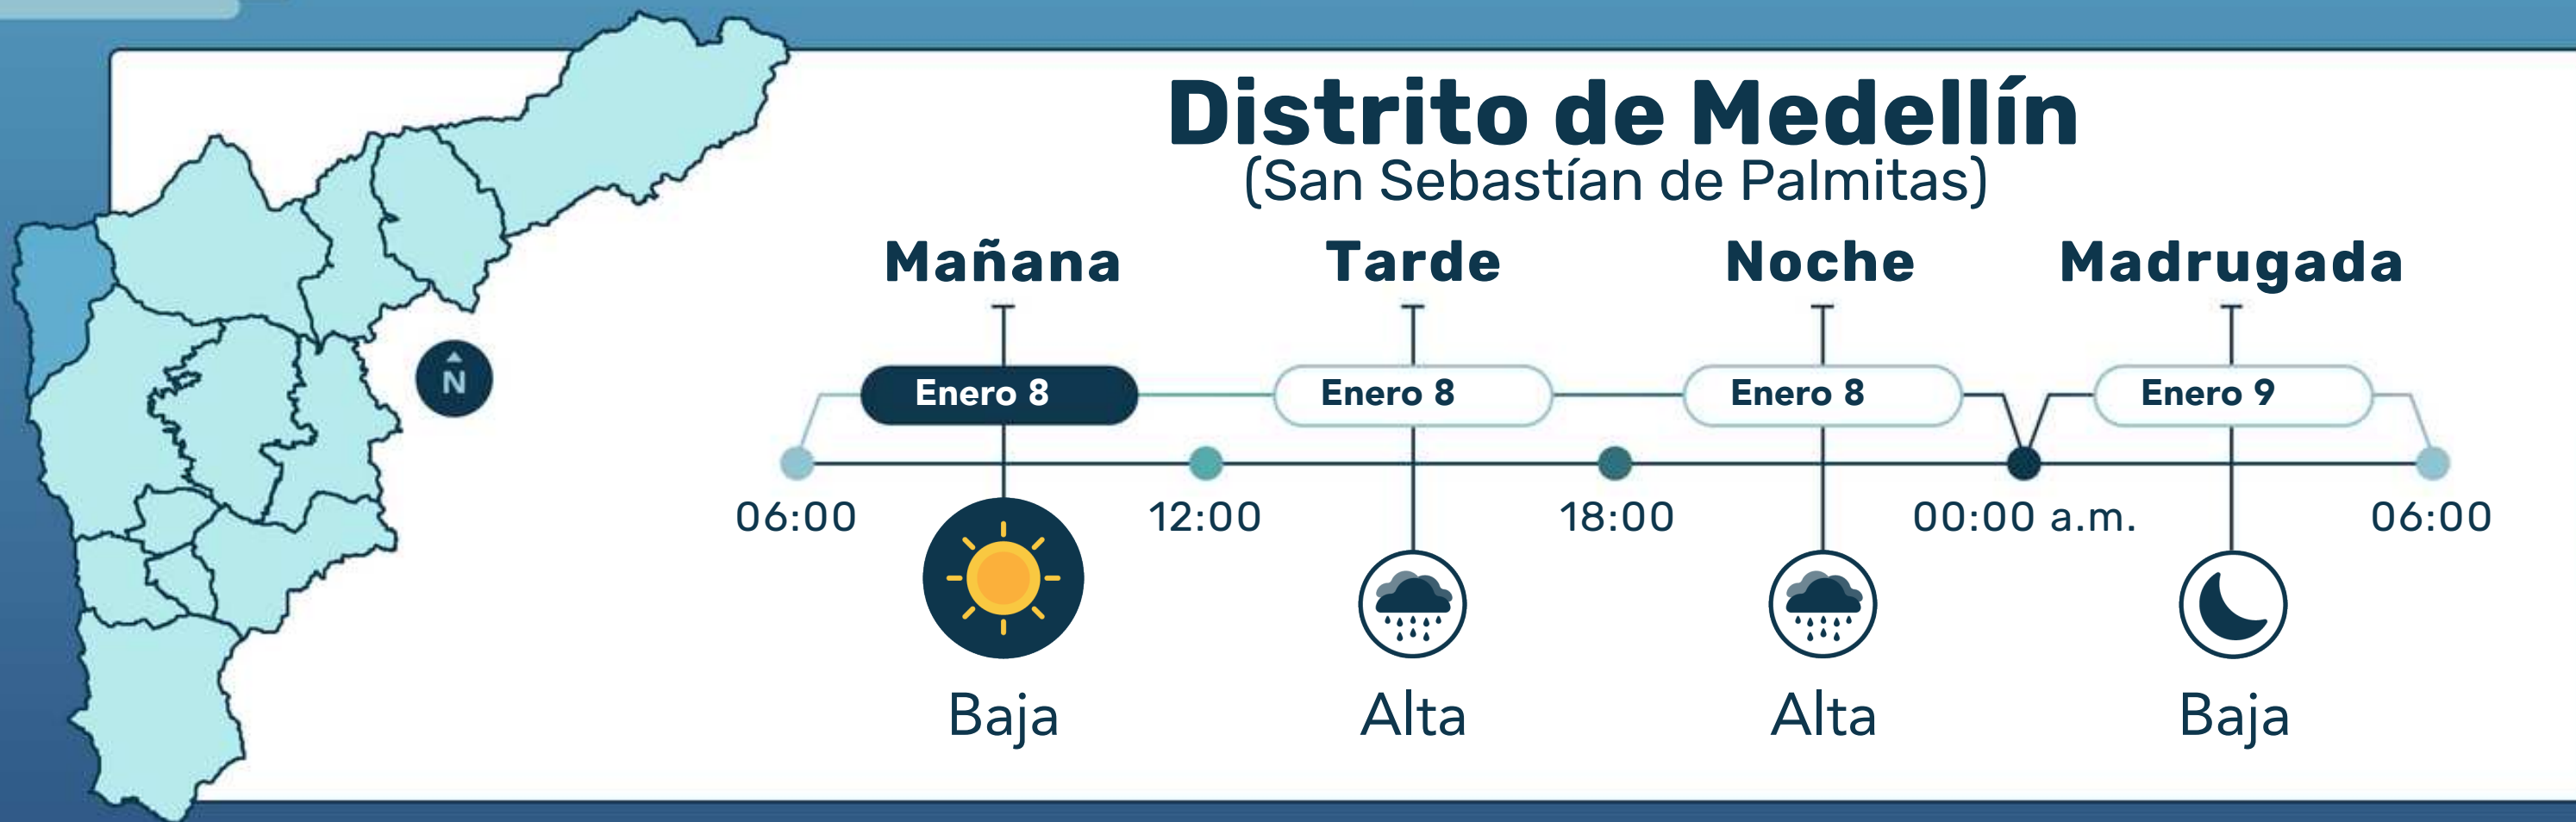 Distrito de Medellín
(San Sebastían de Palmitas)
Mañana Tarde Noche Madrugada
Enero 8 Enero 8 Enero 8 Enero 9
N
06:00 12:00 18:00 00:00 a.m. 06:00
Baja Alta Alta Baja